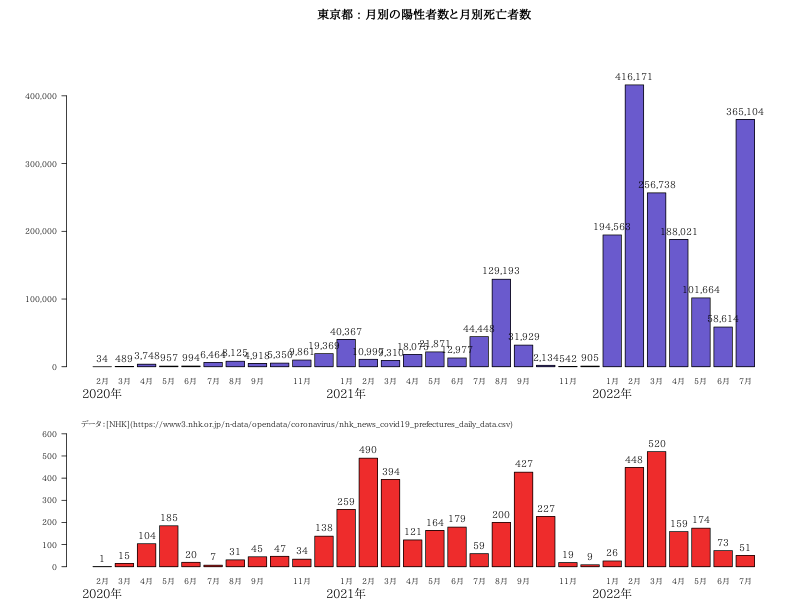 東京都：月別の陽性者数と月別死亡者数
400,000
300,000
200,000
100,000
0
34 489 3,748 957 994 6,464 8,125 4,918 5,350 9,861 19,369 40,367 10,997 9,310 18,075 21,871 12,977 44,448 129,193 31,929 2,134 542 905 194,563 416,171 256,738 188,021 101,664 58,614 365,104
2月 3月 4月 5月 6月 7月 8月 9月 11月 1月 2月 3月 4月 5月 6月 7月 8月 9月 11月 1月 2月 3月 4月 5月 6月 7月
2020年 2021年 2022年
データ：[NHK](https://www3.nhk.or.jp/n-data/opendata/coronavirus/nhk_news_covid19_prefectures_daily_data.csv)
600
500
400
300
200
100
0
1 15 104 185 20 7 31 45 47 34 138 259 490 394 121 164 179 59 200 427 227 19 9 26 448 520 159 174 73 51
2月 3月 4月 5月 6月 7月 8月 9月 11月 1月 2月 3月 4月 5月 6月 7月 8月 9月 11月 1月 2月 3月 4月 5月 6月 7月
2020年 2021年 2022年